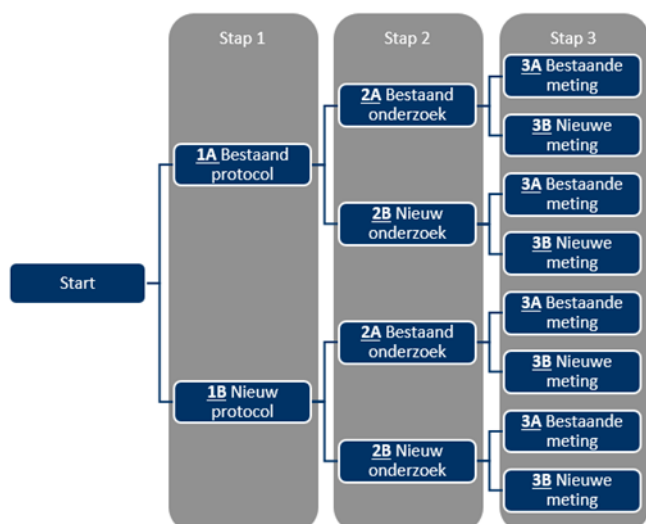 Stap 1
Stap 2
Stap 3
Start
1A Bestaand
protocol
1B Nieuw
protocol
2A Bestaand
onderzoek
2B Nieuw
onderzoek
2A Bestaand
onderzoek
2B Nieuw
onderzoek
3A Bestaande
meting
3B Nieuwe
meting
3A Bestaande
meting
3B Nieuwe
meting
3A Bestaande
meting
3B Nieuwe
meting
3A Bestaande
meting
3B Nieuwe
meting